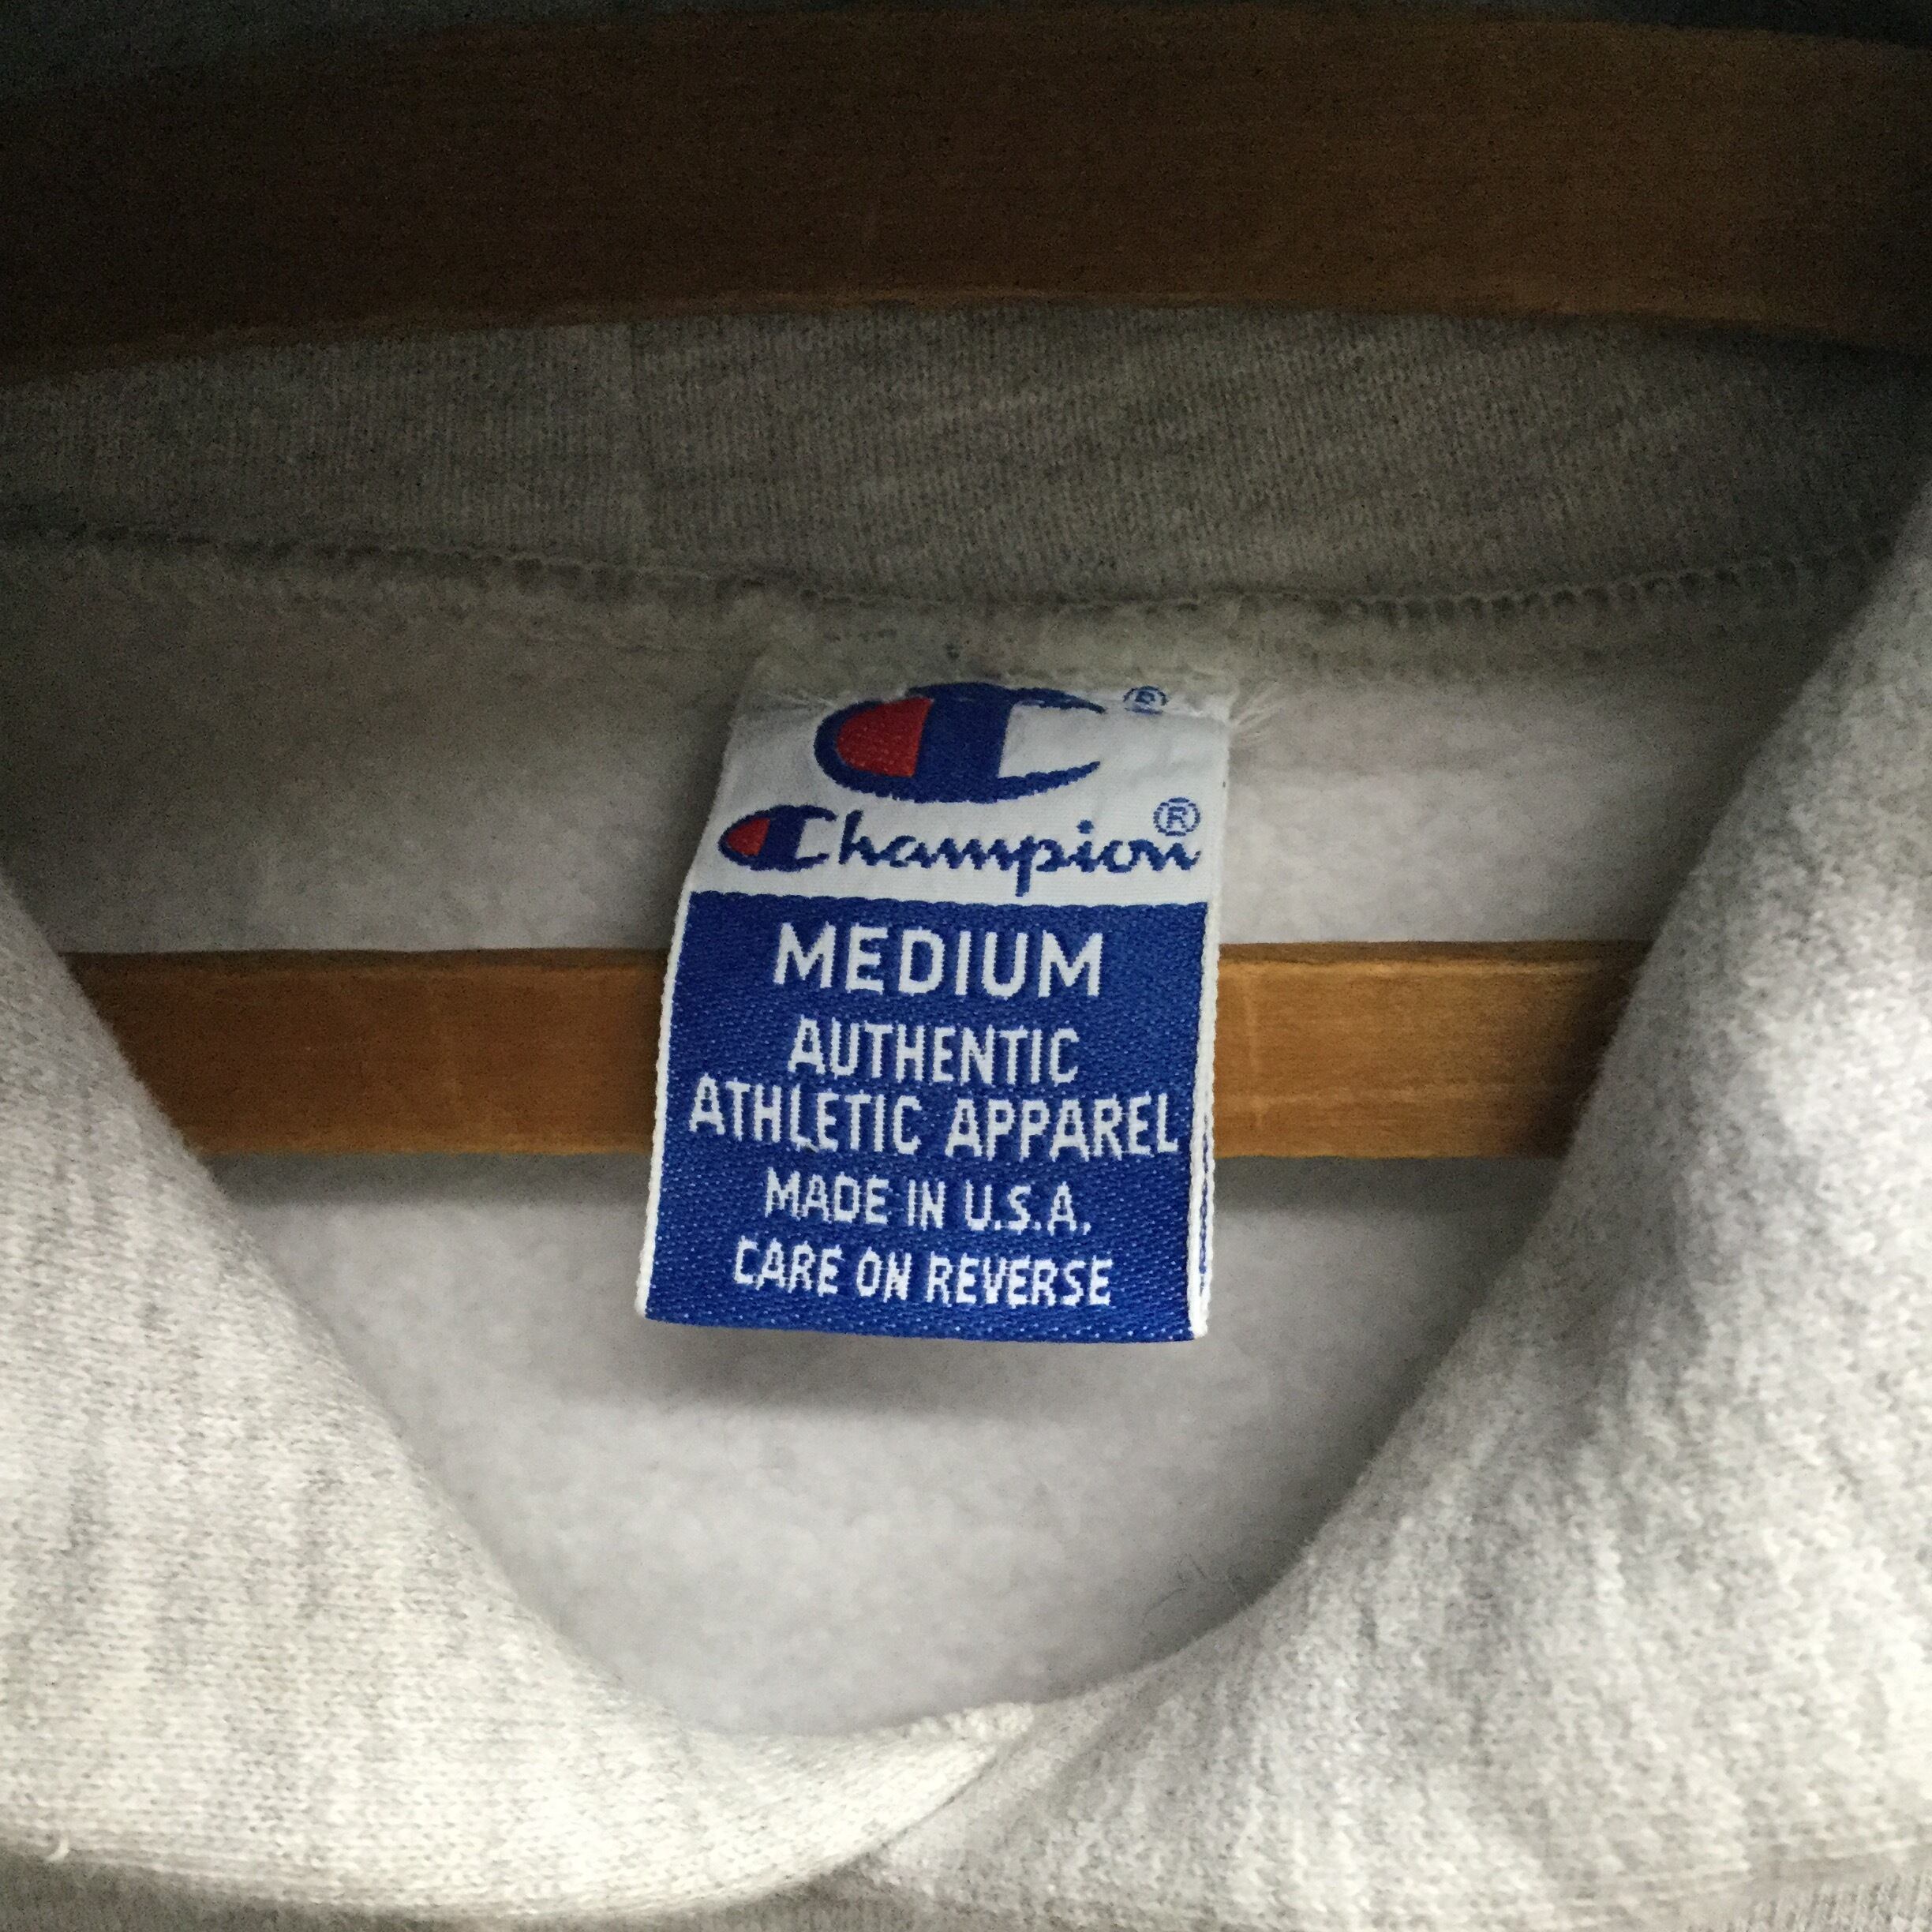 ®
Champion®
MEDIUM
AUTHENTIC
ATHLETIC APPAREL
MADE IN U.S.A.
CARE ON REVERSE